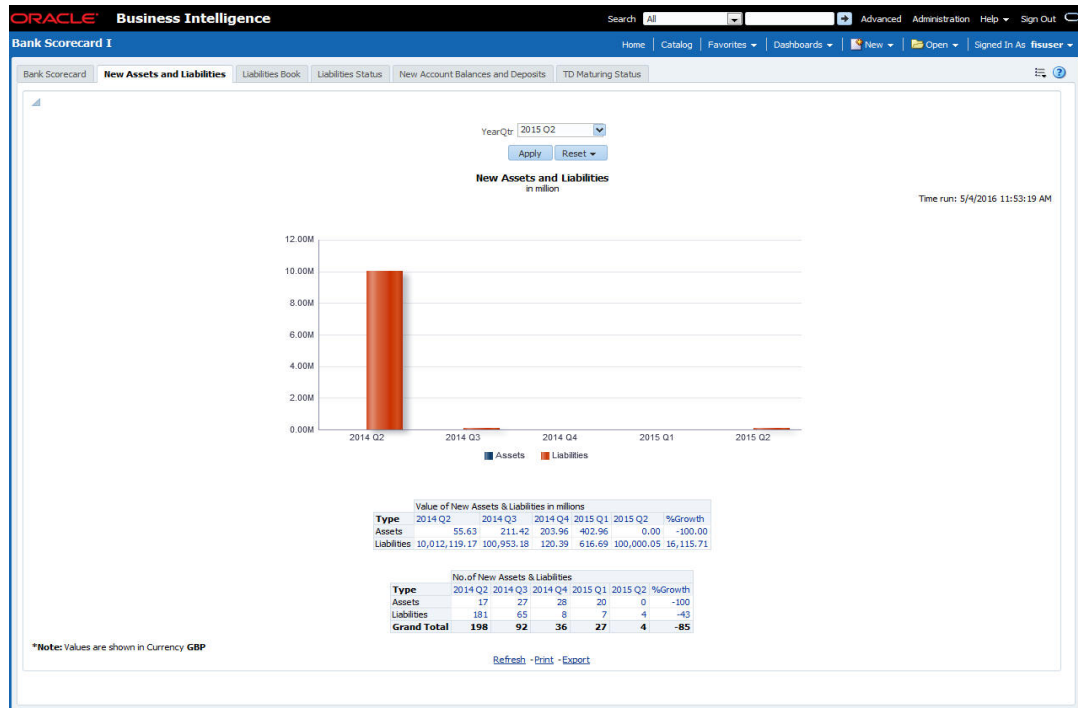 ORACLE Business Intelligence Search All Advanced Administration Help Sign Out
Bank Scorecard I Home Catalog Favorites Dashboards New Open Signed In As fisuser
Bank Scorecard New Assets and Liabilities Liabilities Book Liabilities Status New Account Balances and Deposits TD Maturing Status
YearQtr 2015 Q2
Apply Reset
New Assets and Liabilities
in million
Time run: 5/4/2016 11:53:19 AM
12.00M
10.00M
8.00M
6.00M
4.00M
2.00M
0.00M
2014 Q2 2014 Q3 2014 Q4 2015 Q1 2015 Q2
Assets Liabilities
Value of New Assets & Liabilities in millions
Type 2014 Q2 2014 Q3 2014 Q4 2015 Q1 2015 Q2 %Growth
Assets 55.63 211.42 203.96 402.96 0.00 -100.00
Liabilities 10,012,119.17 100,953.18 120.39 616.69 100,000.05 16,115.71
No.of New Assets & Liabilities
Type 2014 Q2 2014 Q3 2014 Q4 2015 Q1 2015 Q2 %Growth
Assets 17 27 28 20 0 -100
Liabilities 181 65 8 7 4 -43
Grand Total 198 92 36 27 4 -85
*Note: Values are shown in Currency GBP
Refresh - Print - Export